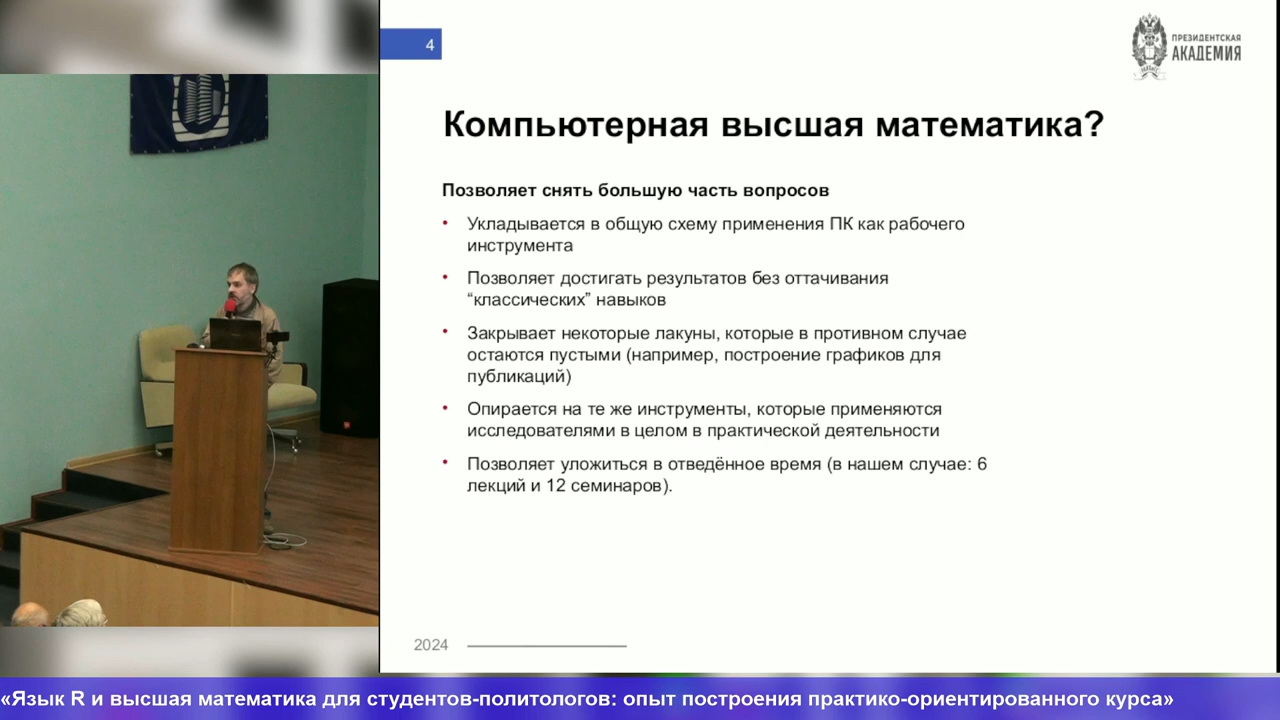 4
ПРЕЗИДЕНТСКАЯ
АКАДЕМИЯ
Компьютерная высшая математика?
Позволяет снять большую часть вопросов
• Укладывается в общую схему применения ПК как рабочего
инструмента
• Позволяет достигать результатов без оттачивания
“классических” навыков
• Закрывает некоторые лакуны, которые в противном случае
остаются пустыми (например, построение графиков для
публикаций)
• Опирается на те же инструменты, которые применяются
исследователями в целом в практической деятельности
• Позволяет уложиться в отведённое время (в нашем случае: 6
лекций и 12 семинаров).
2024
«Язык R и высшая математика для студентов-политологов: опыт построения практико-ориентированного курса»